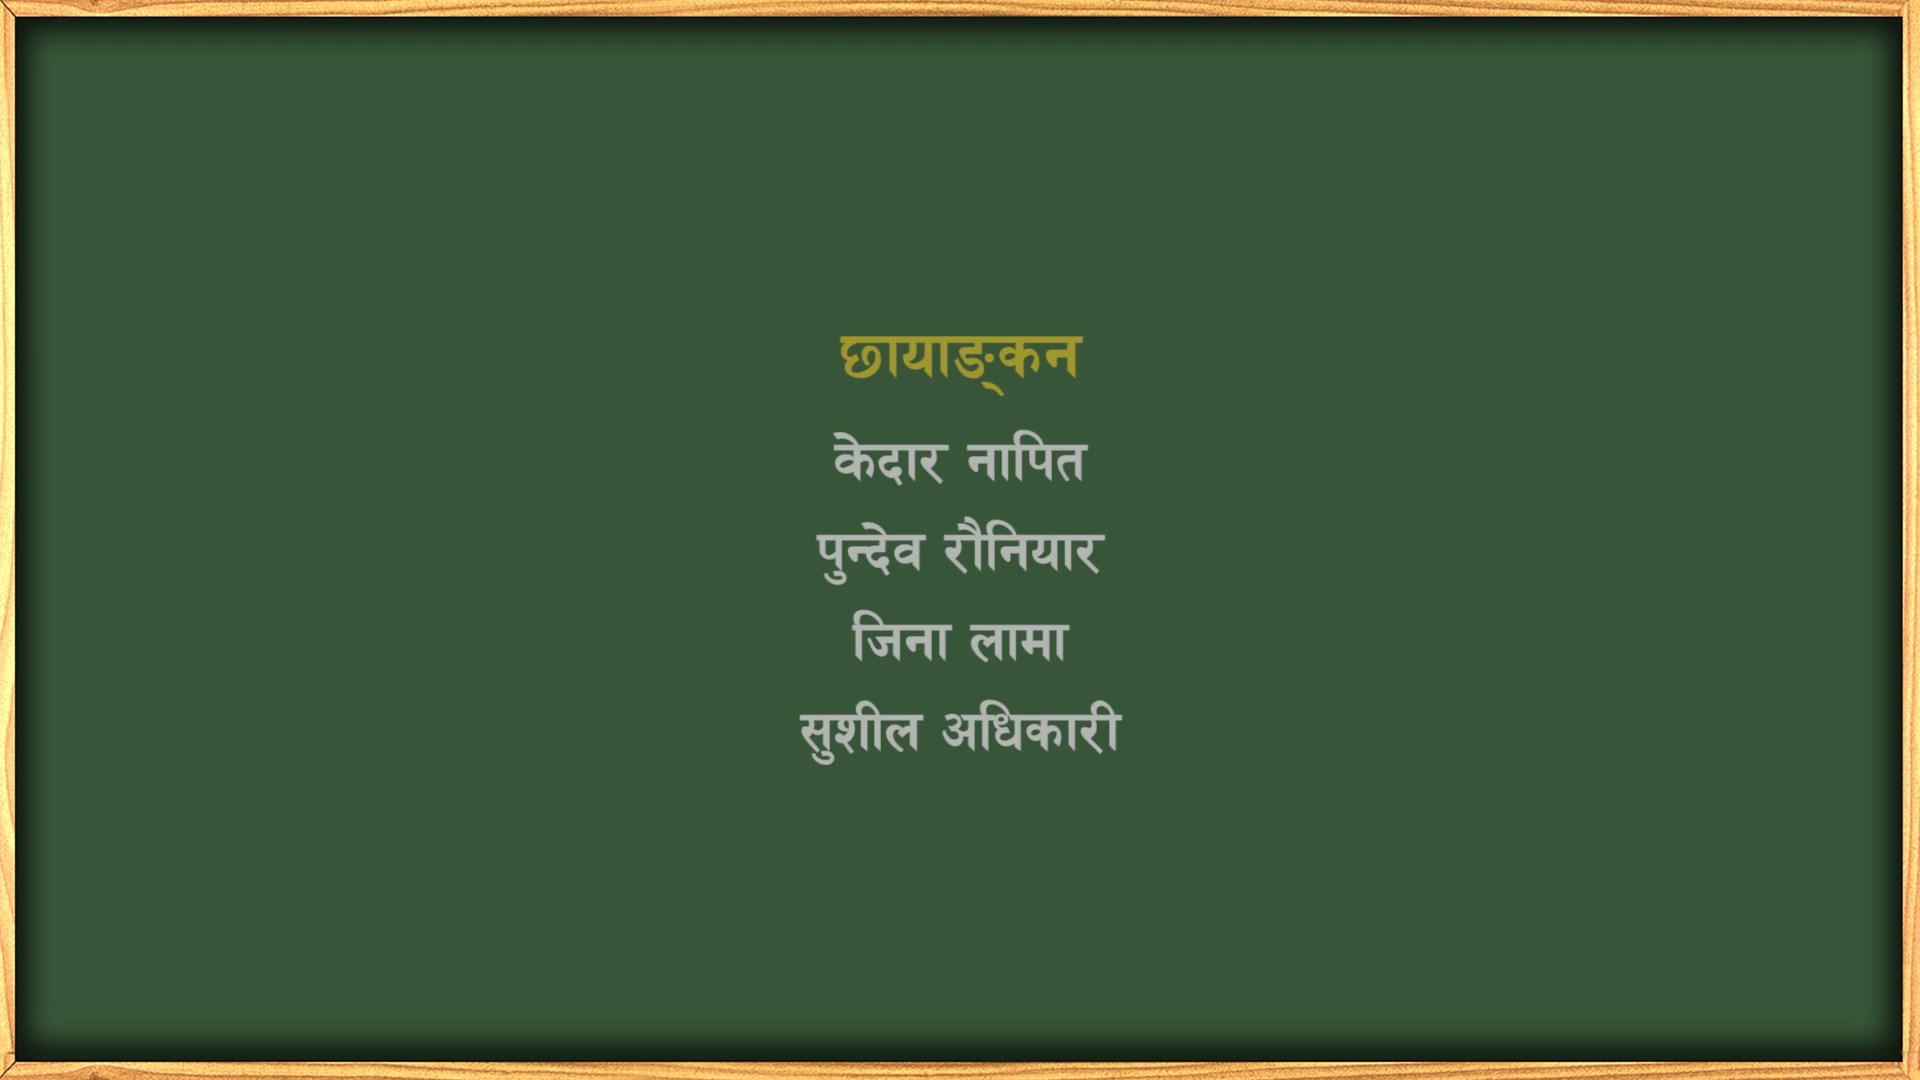 छायाङ्कन
केदार नापित
पुन्देव रौनियार
जिना लामा
सुशील अधिकारी